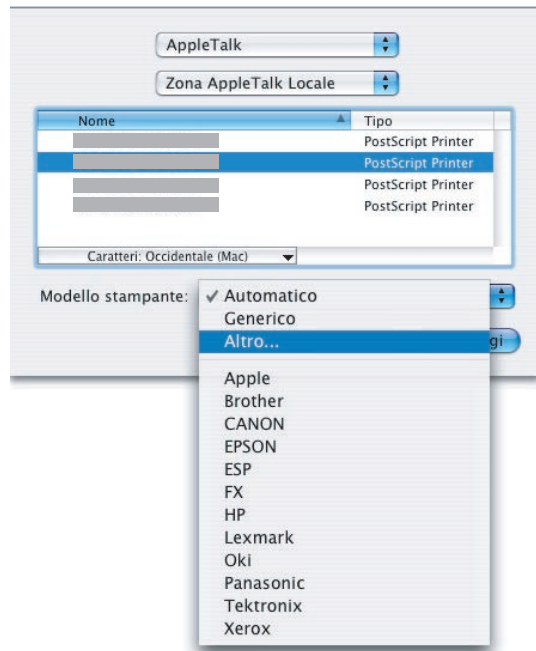 AppleTalk
Zona AppleTalk Locale
Nome Tipo
PostScript Printer
PostScript Printer
PostScript Printer
PostScript Printer
Caratteri: Occidentale (Mac)
Modello stampante: ✓ Automatico
Generico
Altro... gi
Apple
Brother
CANON
EPSON
ESP
FX
HP
Lexmark
Oki
Panasonic
Tektronix
Xerox